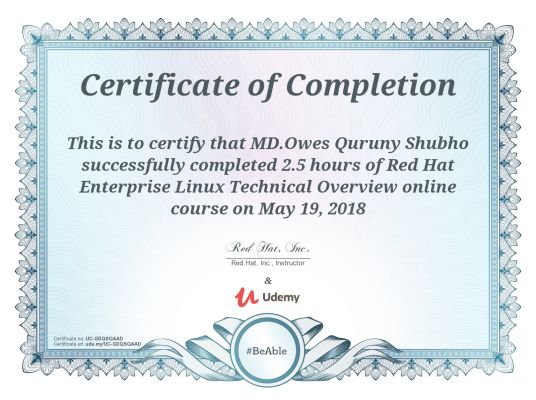 Certificate of Completion
This is to certify that MD.Owes Quruny Shubho
successfully completed 2.5 hours of Red Hat
Enterprise Linux Technical Overview online
course on May 19, 2018
Red Hat, Inc.
Red Hat, Inc., Instructor
&
Udemy
Certificate no: UC-GDQSQAAD
Certificate url: ude.my/UC-GDQSQAAD
#BeAble